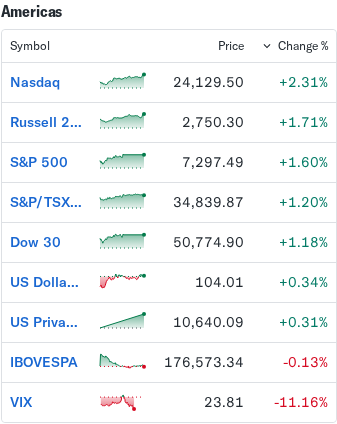 Americas
Symbol Price Change %
Nasdaq 24,129.50 +2.31%
Russell 2... 2,750.30 +1.71%
S&P 500 7,297.49 +1.60%
S&P/TSX... 34,839.87 +1.20%
Dow 30 50,774.90 +1.18%
US Dolla... 104.01 +0.34%
US Priva... 10,640.09 +0.31%
IBOVESPA 176,573.34 -0.13%
VIX 23.81 -11.16%